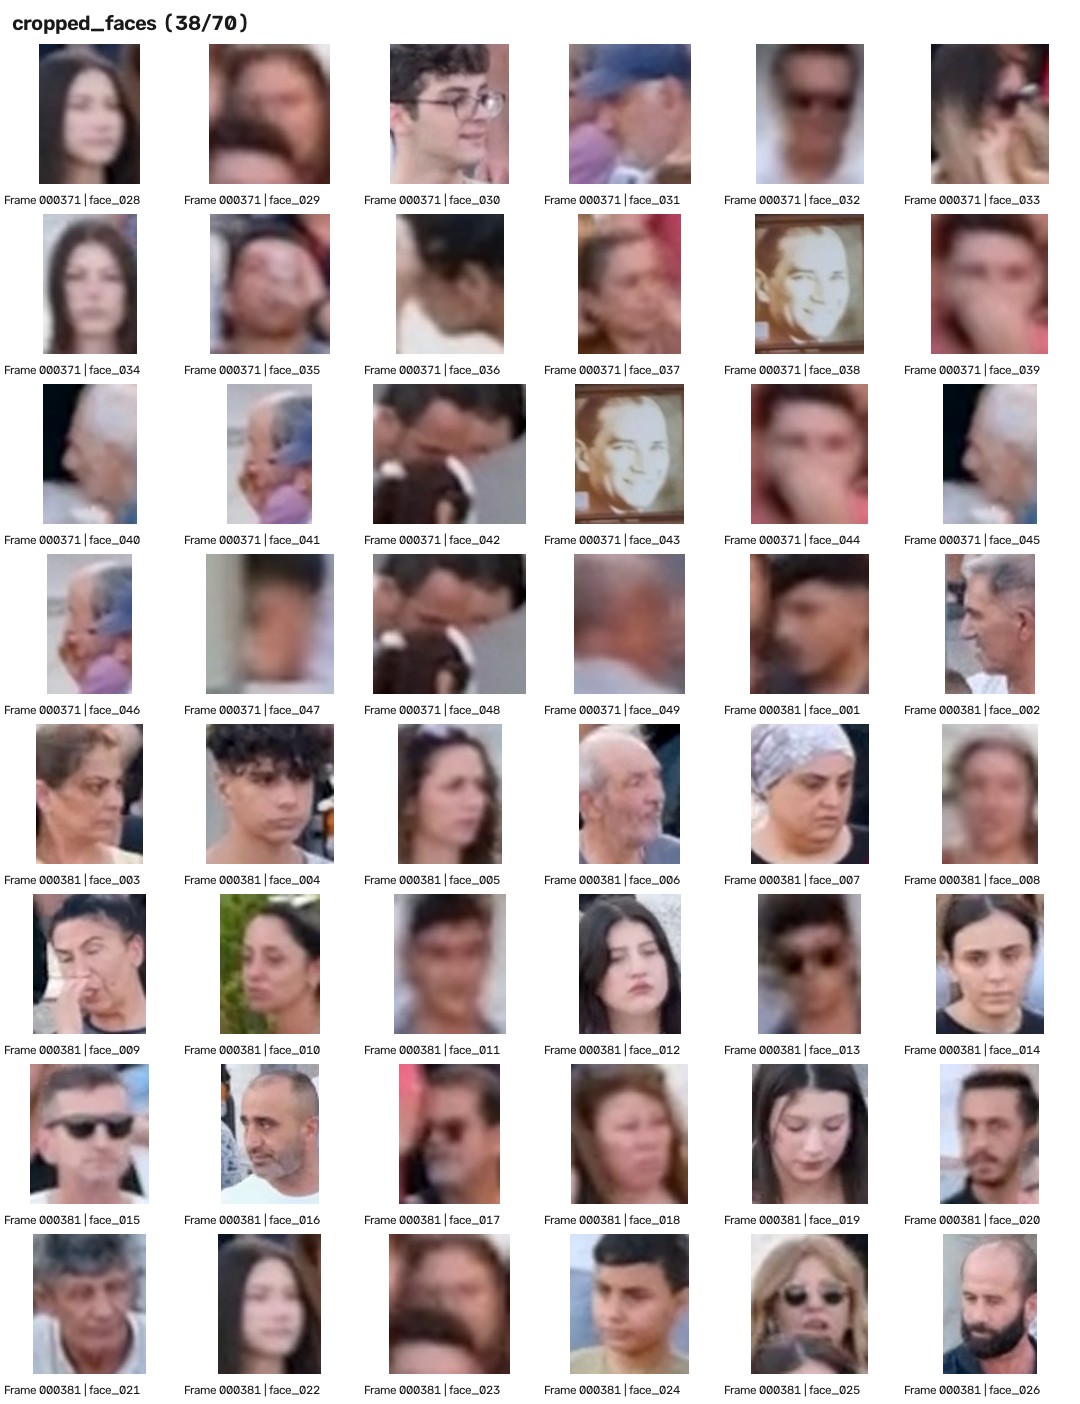 cropped_faces (38/70)
Frame 000371 | face_028
Frame 000371 | face_029
Frame 000371 | face_030
Frame 000371 | face_031
Frame 000371 | face_032
Frame 000371 | face_033
Frame 000371 | face_034
Frame 000371 | face_035
Frame 000371 | face_036
Frame 000371 | face_037
Frame 000371 | face_038
Frame 000371 | face_039
Frame 000371 | face_040
Frame 000371 | face_041
Frame 000371 | face_042
Frame 000371 | face_043
Frame 000371 | face_044
Frame 000371 | face_045
Frame 000371 | face_046
Frame 000371 | face_047
Frame 000371 | face_048
Frame 000371 | face_049
Frame 000381 | face_001
Frame 000381 | face_002
Frame 000381 | face_003
Frame 000381 | face_004
Frame 000381 | face_005
Frame 000381 | face_006
Frame 000381 | face_007
Frame 000381 | face_008
Frame 000381 | face_009
Frame 000381 | face_010
Frame 000381 | face_011
Frame 000381 | face_012
Frame 000381 | face_013
Frame 000381 | face_014
Frame 000381 | face_015
Frame 000381 | face_016
Frame 000381 | face_017
Frame 000381 | face_018
Frame 000381 | face_019
Frame 000381 | face_020
Frame 000381 | face_021
Frame 000381 | face_022
Frame 000381 | face_023
Frame 000381 | face_024
Frame 000381 | face_025
Frame 000381 | face_026